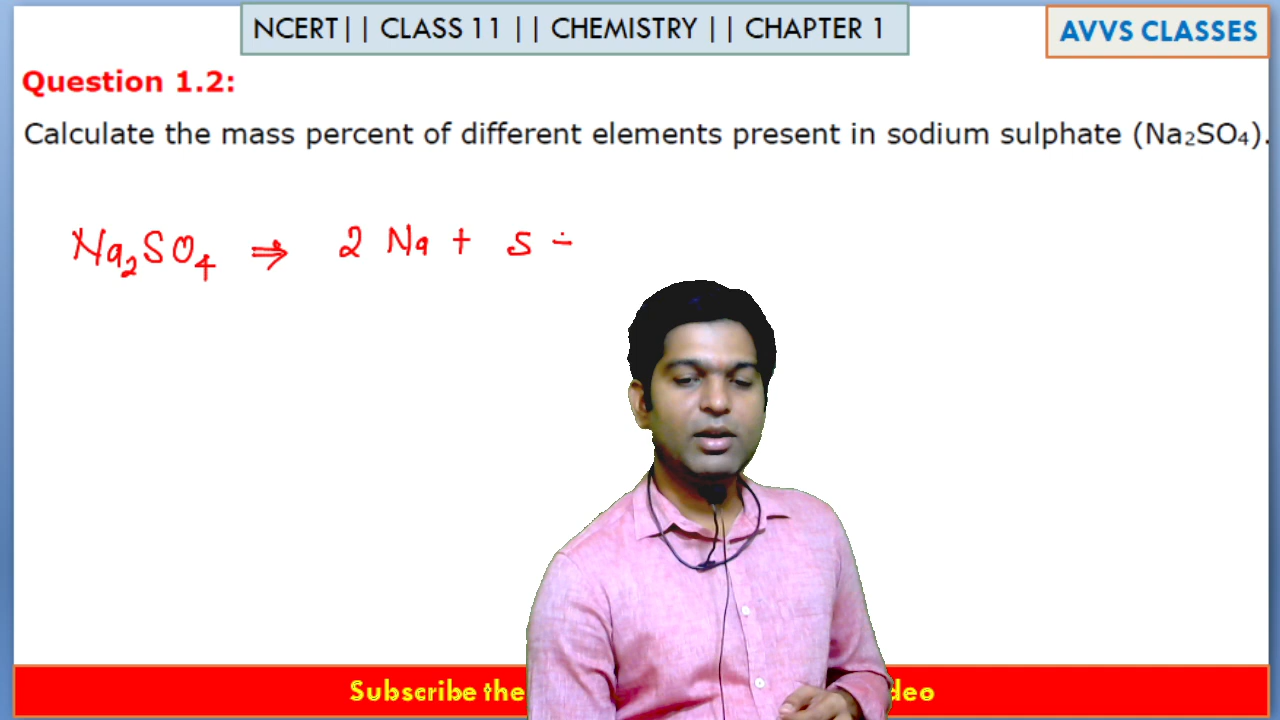 NCERT|| CLASS 11 || CHEMISTRY || CHAPTER 1
AVVS CLASSES
Question 1.2:
Calculate the mass percent of different elements present in sodium sulphate (Na₂SO₄).
Na₂SO₄ ⇒ 2 Na + S -
Subscribe the